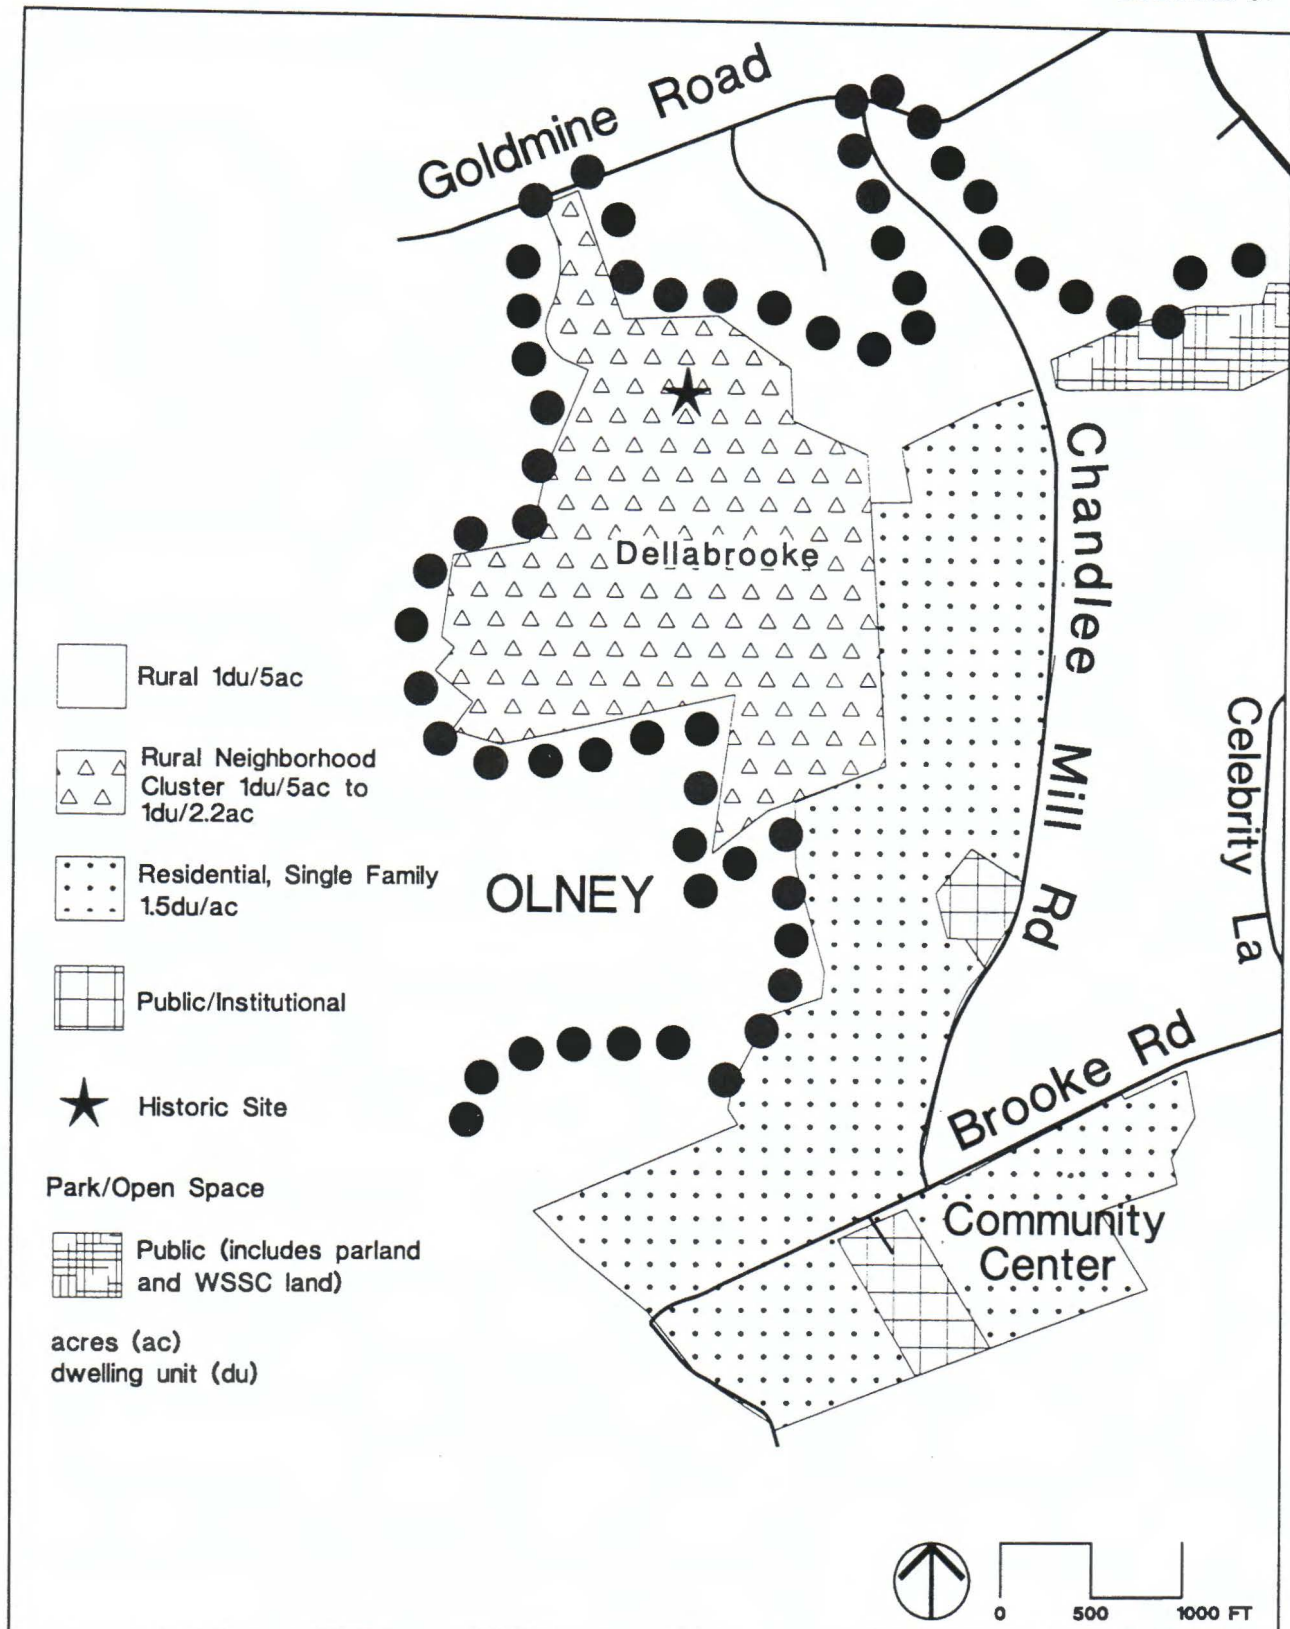 Goldmine Road
Dellabrooke
Chandlee Mill Rd
Celebrity La
OLNEY
Brooke Rd
Community
Center
Rural 1du/5ac
Rural Neighborhood
Cluster 1du/5ac to
1du/2.2ac
Residential, Single Family
1.5du/ac
Public/Institutional
Historic Site
Park/Open Space
Public (includes parland
and WSSC land)
acres (ac)
dwelling unit (du)
0 500 1000 FT